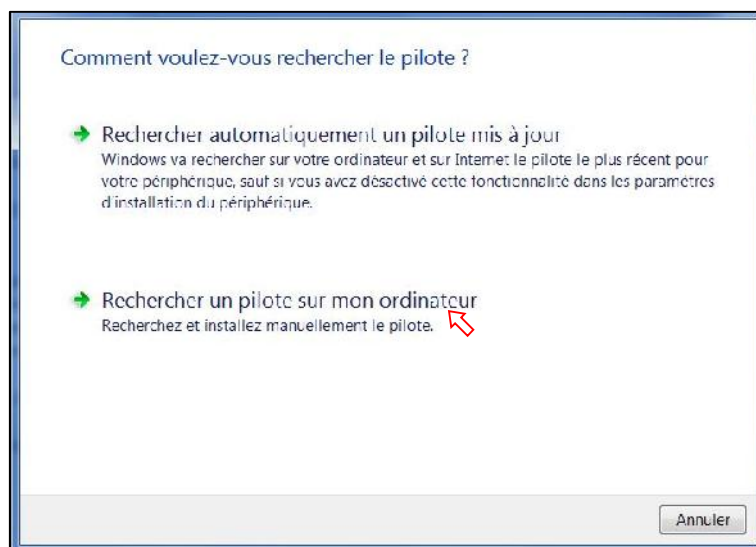 Comment voulez-vous rechercher le pilote ?
Rechercher automatiquement un pilote mis à jour
Windows va rechercher sur votre ordinateur et sur Internet le pilote le plus récent pour
votre périphérique, sauf si vous avez désactivé cette fonctionnalité dans les paramètres
d'installation du périphérique.
Rechercher un pilote sur mon ordinateur
Recherchez et installez manuellement le pilote.
Annuler